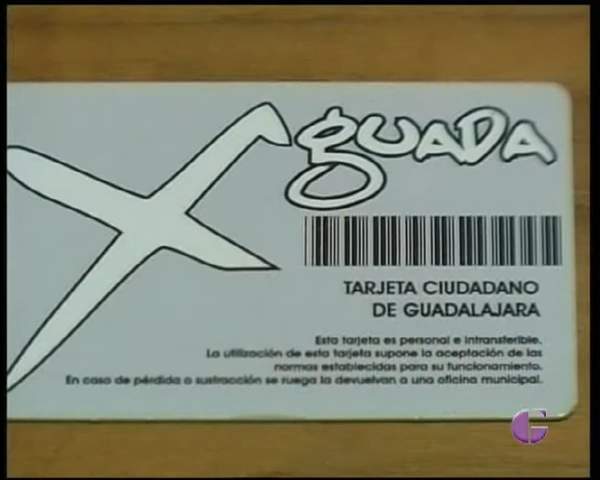 X guada
TARJETA CIUDADANO
DE GUADALAJARA
Esta tarjeta es personal e intransferible.
La utilización de esta tarjeta supone la aceptación de las
normas establecidas para su funcionamiento.
En caso de pérdida o sustracción se ruega la devuelvan a una oficina municipal.